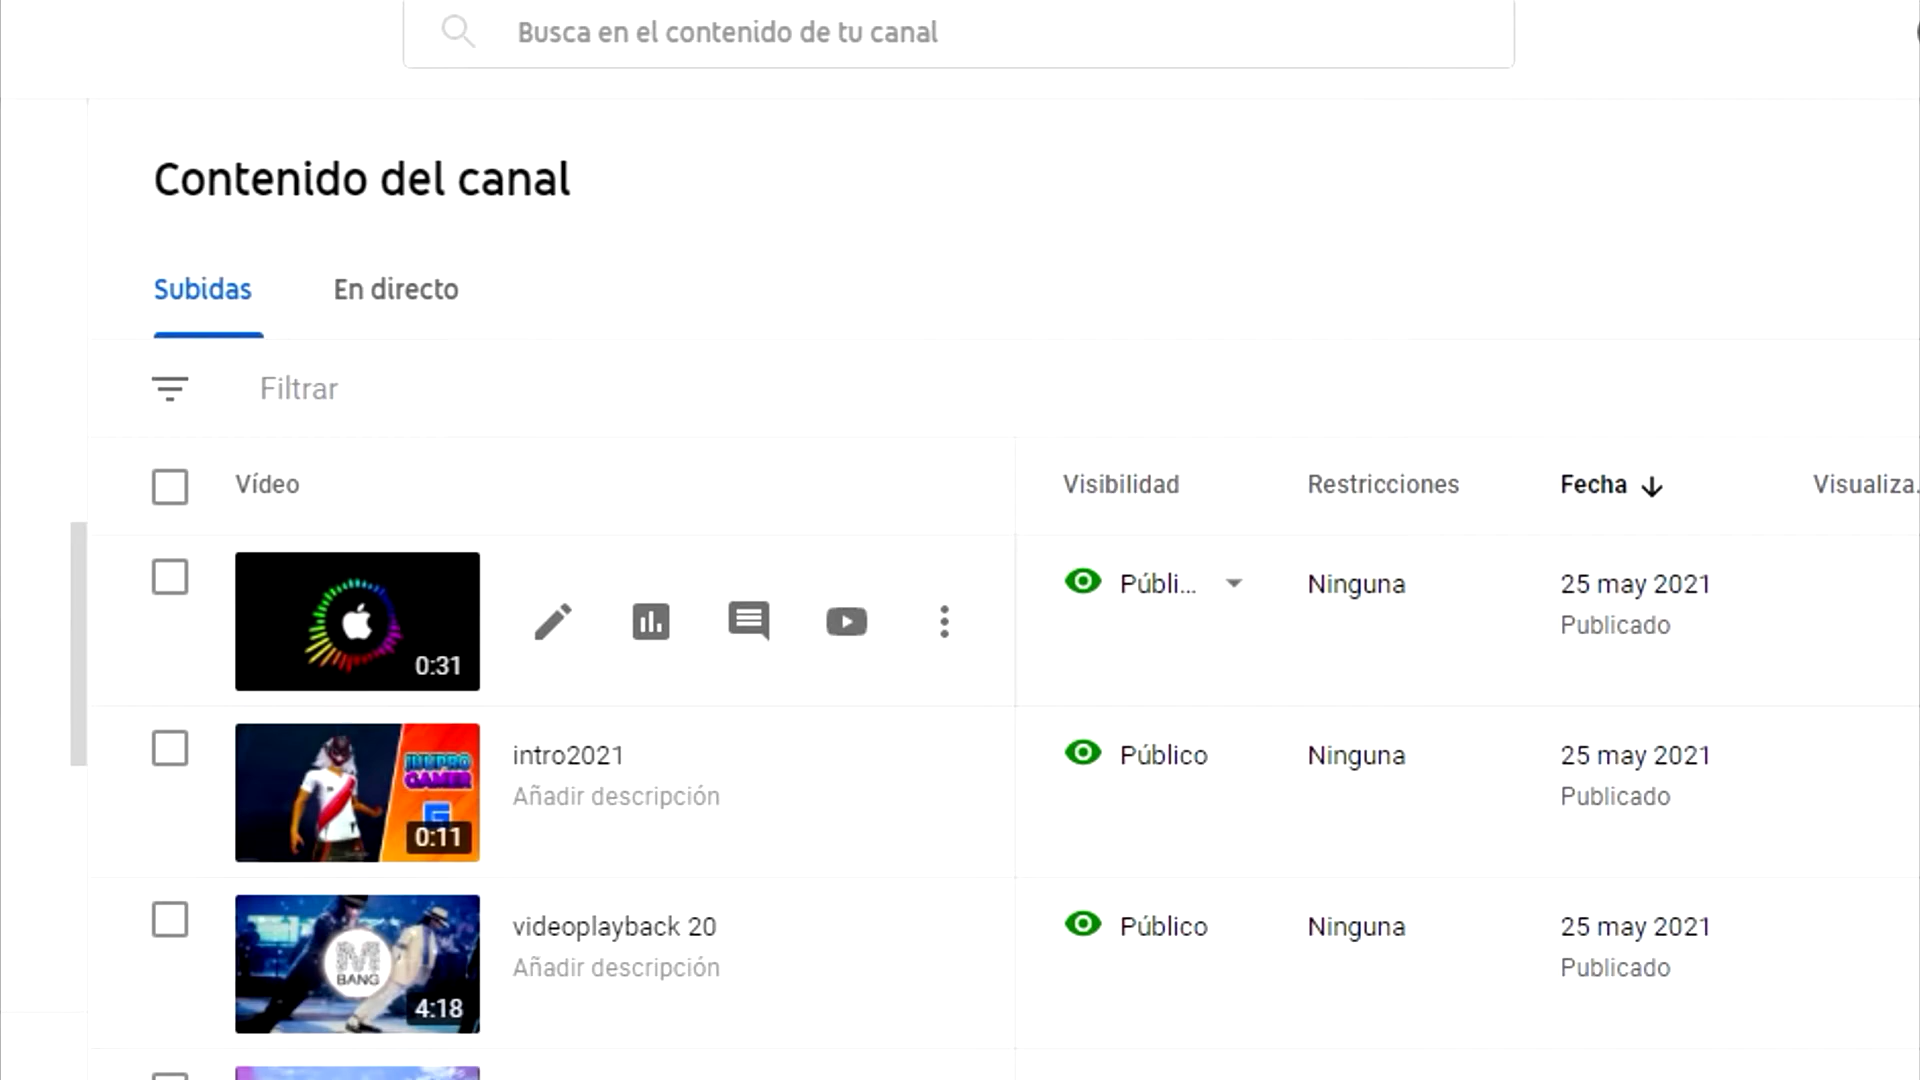 Busca en el contenido de tu canal
Contenido del canal
Subidas
En directo
Filtrar
Vídeo
Visibilidad
Restricciones
Fecha
Visualiza.
0:31
Públi...
Ninguna
25 may 2021
Publicado
GAMER
0:11
intro2021
Añadir descripción
Público
Ninguna
25 may 2021
Publicado
M
BANG
4:18
videoplayback 20
Añadir descripción
Público
Ninguna
25 may 2021
Publicado